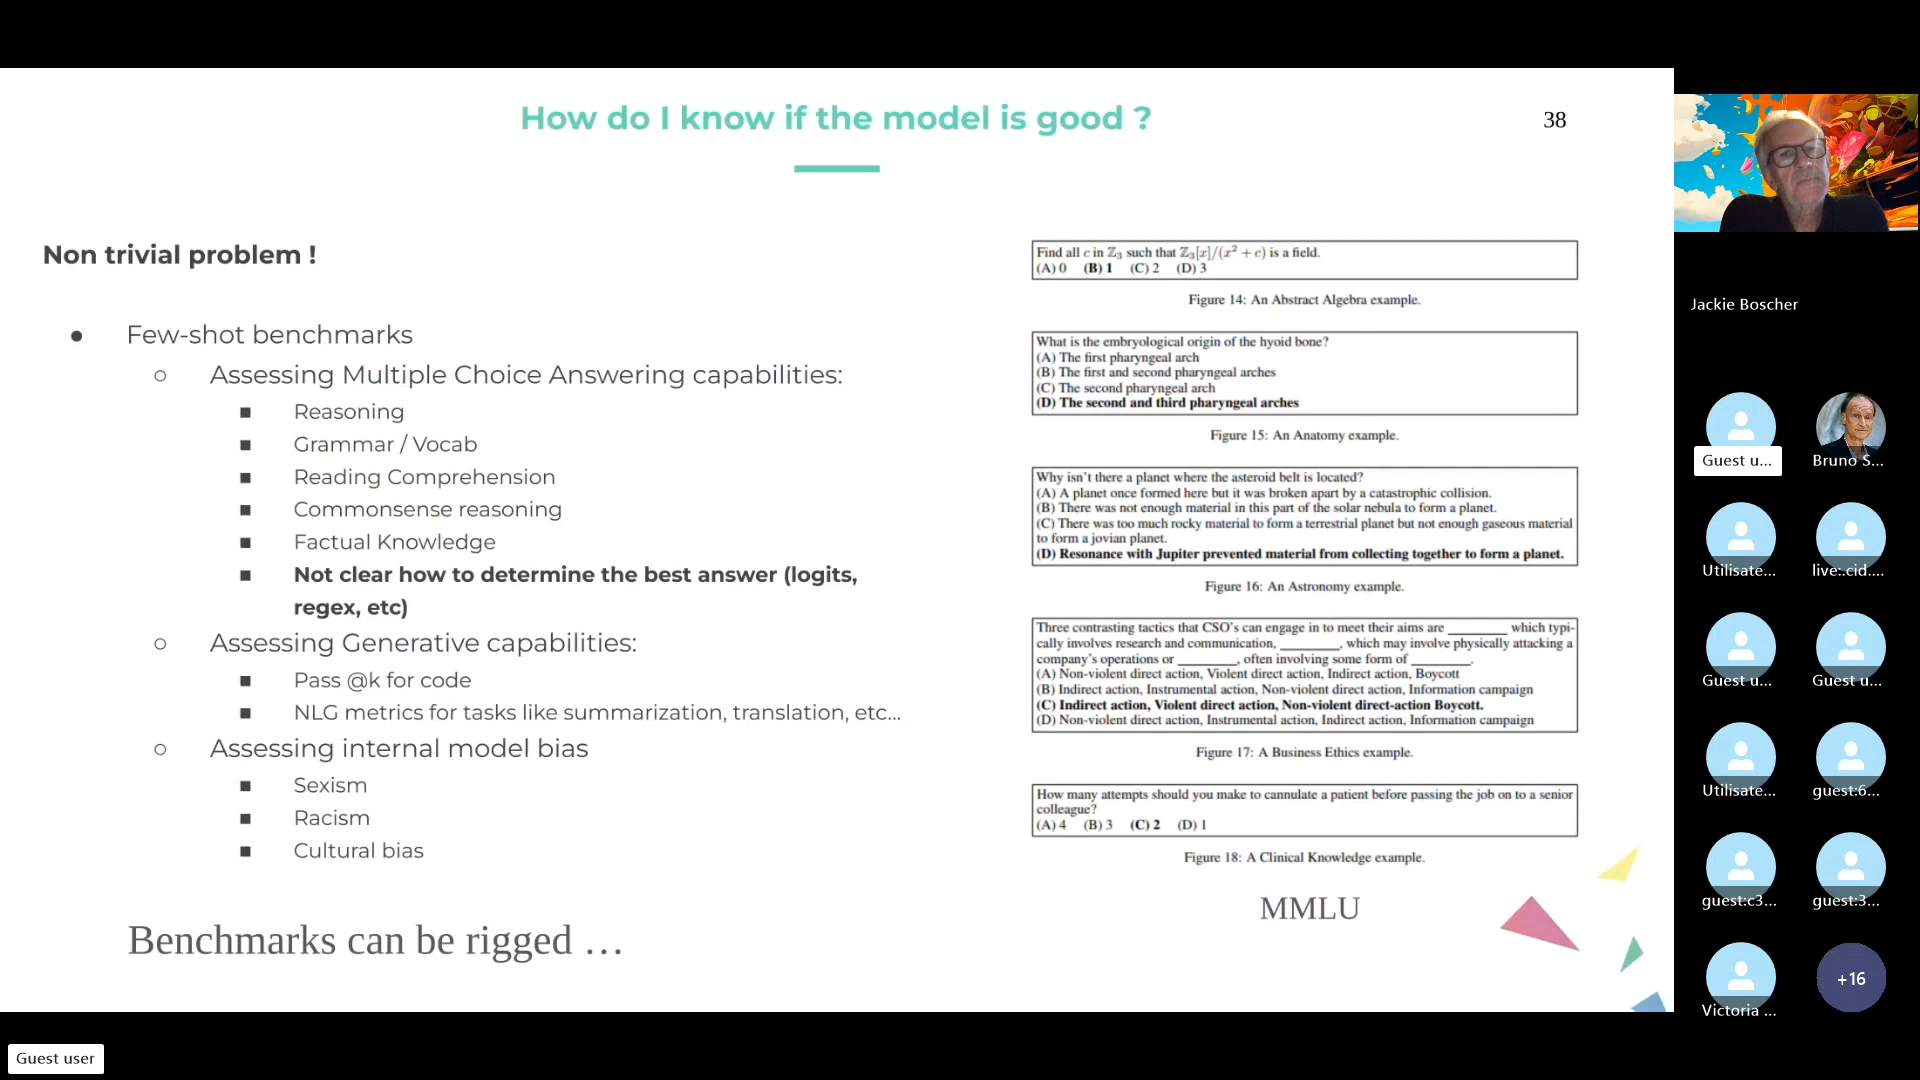 How do I know if the model is good ?
38
Non trivial problem !
● Few-shot benchmarks
○ Assessing Multiple Choice Answering capabilities:
■ Reasoning
■ Grammar / Vocab
■ Reading Comprehension
■ Commonsense reasoning
■ Factual Knowledge
■ Not clear how to determine the best answer (logits,
regex, etc)
○ Assessing Generative capabilities:
■ Pass @k for code
■ NLG metrics for tasks like summarization, translation, etc...
○ Assessing internal model bias
■ Sexism
■ Racism
■ Cultural bias
Benchmarks can be rigged …
Find all c in ℤ₃ such that ℤ₃[x]/(x² + c) is a field.
(A) 0 (B) 1 (C) 2 (D) 3
Figure 14: An Abstract Algebra example.
What is the embryological origin of the hyoid bone?
(A) The first pharyngeal arch
(B) The first and second pharyngeal arches
(C) The second pharyngeal arch
(D) The second and third pharyngeal arches
Figure 15: An Anatomy example.
Why isn't there a planet where the asteroid belt is located?
(A) A planet once formed here but it was broken apart by a catastrophic collision.
(B) There was not enough material in this part of the solar nebula to form a planet.
(C) There was too much rocky material to form a terrestrial planet but not enough gaseous material
to form a jovian planet.
(D) Resonance with Jupiter prevented material from collecting together to form a planet.
Figure 16: An Astronomy example.
Three contrasting tactics that CSO's can engage in to meet their aims are ________ which typi-
cally involves research and communication, ________, which may involve physically attacking a
company's operations or ________, often involving some form of ________.
(A) Non-violent direct action, Violent direct action, Indirect action, Boycott
(B) Indirect action, Instrumental action, Non-violent direct action, Information campaign
(C) Indirect action, Violent direct action, Non-violent direct-action Boycott.
(D) Non-violent direct action, Instrumental action, Indirect action, Information campaign
Figure 17: A Business Ethics example.
How many attempts should you make to cannulate a patient before passing the job on to a senior
colleague?
(A) 4 (B) 3 (C) 2 (D) 1
Figure 18: A Clinical Knowledge example.
MMLU
Jackie Boscher
Guest u...
Bruno S...
Utilisate...
live:.cid....
Guest u...
Guest u...
Utilisate...
guest:6...
guest:c3...
guest:3...
Victoria ...
+16
Guest user